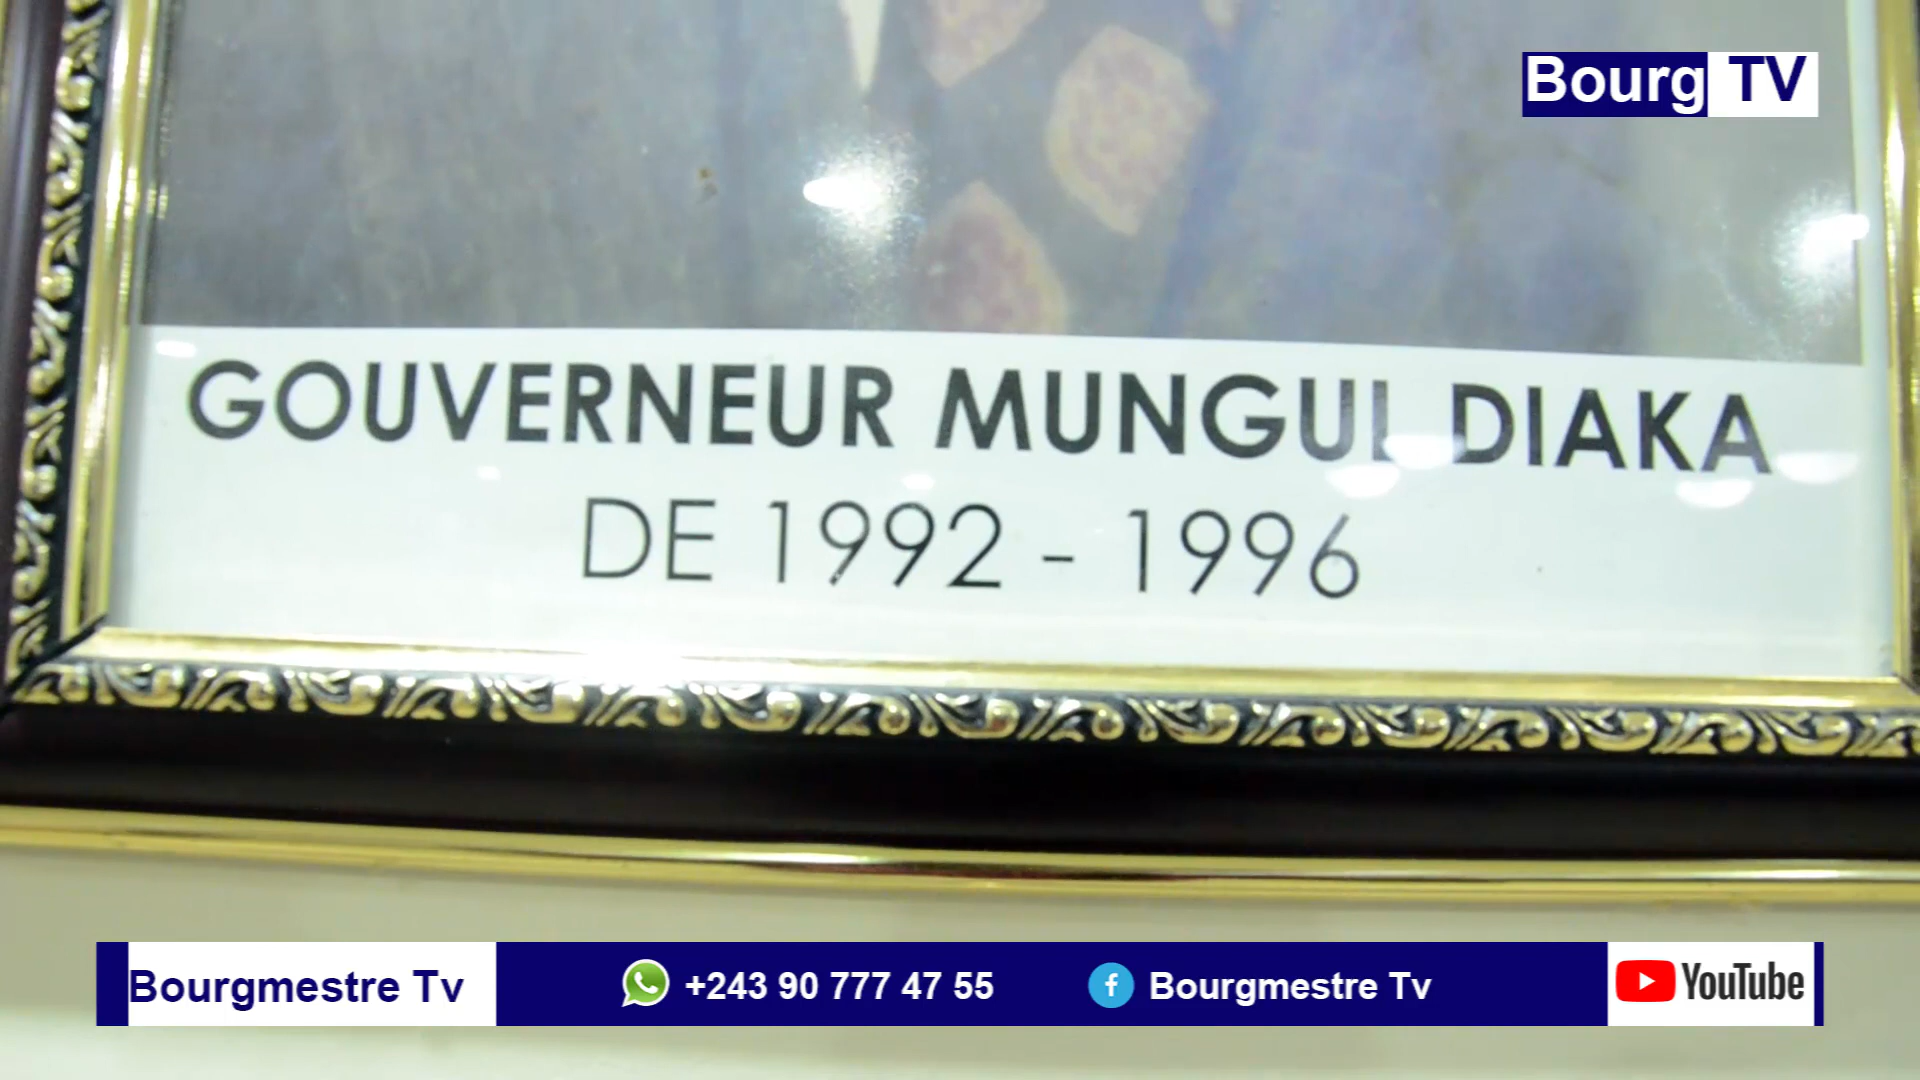 Bourg TV
GOUVERNEUR MUNGUL DIAKA
DE 1992 - 1996
Bourgmestre Tv
+243 90 777 47 55
Bourgmestre Tv
YouTube